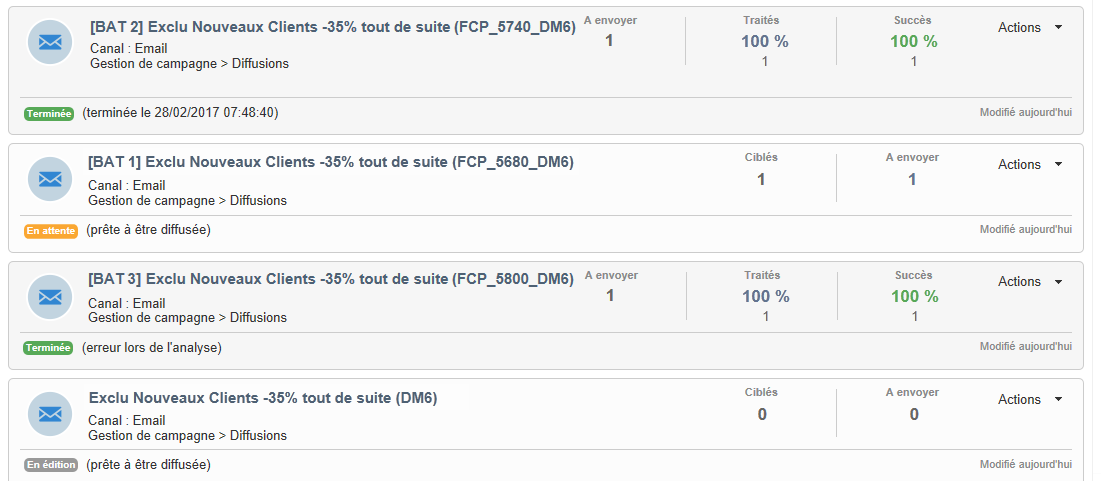 [BAT 2] Exclu Nouveaux Clients -35% tout de suite (FCP_5740_DM6)
A envoyer
1
Traités
100 %
1
Succès
100 %
1
Actions
Canal : Email
Gestion de campagne > Diffusions
Terminée (terminée le 28/02/2017 07:48:40)
Modifié aujourd'hui
[BAT 1] Exclu Nouveaux Clients -35% tout de suite (FCP_5680_DM6)
Ciblés
1
A envoyer
1
Actions
Canal : Email
Gestion de campagne > Diffusions
En attente (prête à être diffusée)
Modifié aujourd'hui
[BAT 3] Exclu Nouveaux Clients -35% tout de suite (FCP_5800_DM6)
A envoyer
1
Traités
100 %
1
Succès
100 %
1
Actions
Canal : Email
Gestion de campagne > Diffusions
Terminée (erreur lors de l'analyse)
Modifié aujourd'hui
Exclu Nouveaux Clients -35% tout de suite (DM6)
Ciblés
0
A envoyer
0
Actions
Canal : Email
Gestion de campagne > Diffusions
En édition (prête à être diffusée)
Modifié aujourd'hui